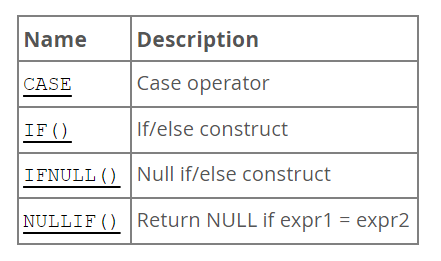 Name Description
CASE Case operator
IF() If/else construct
IFNULL() Null if/else construct
NULLIF() Return NULL if expr1 = expr2